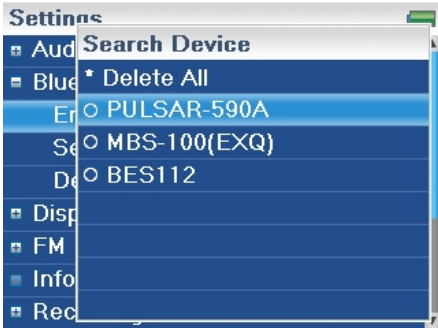 Settings
Search Device
Aud
* Delete All
Blue
PULSAR-590A
MBS-100(EXQ)
Se
BES112
De
Disp
FM
Info
Rec